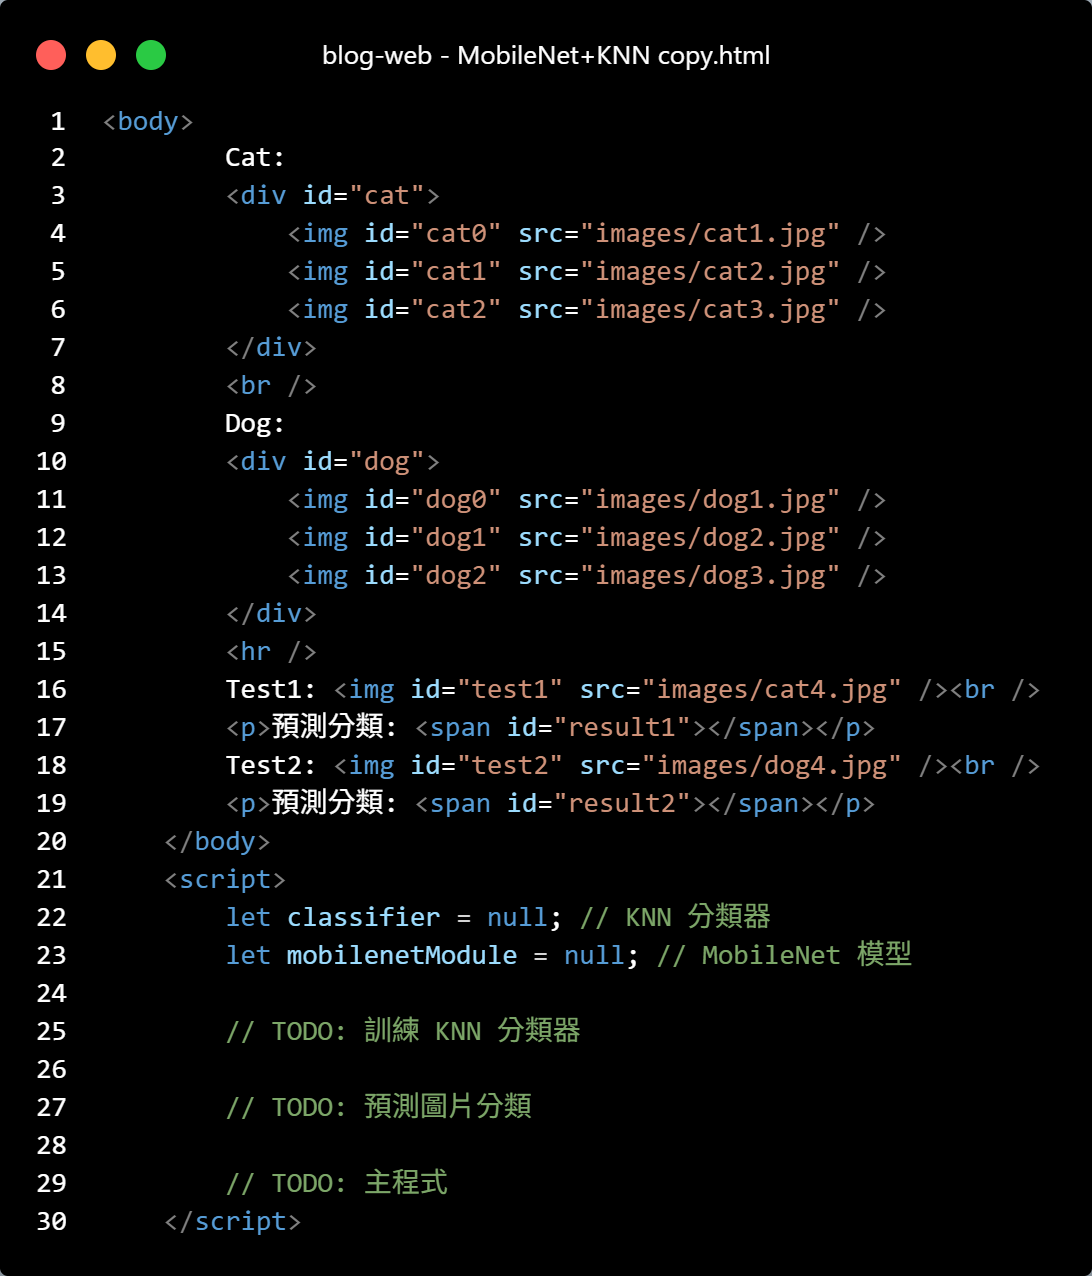 blog-web - MobileNet+KNN copy.html
1 <body>
2 Cat:
3 <div id="cat">
4 <img id="cat0" src="images/cat1.jpg" />
5 <img id="cat1" src="images/cat2.jpg" />
6 <img id="cat2" src="images/cat3.jpg" />
7 </div>
8 <br />
9 Dog:
10 <div id="dog">
11 <img id="dog0" src="images/dog1.jpg" />
12 <img id="dog1" src="images/dog2.jpg" />
13 <img id="dog2" src="images/dog3.jpg" />
14 </div>
15 <hr />
16 Test1: <img id="test1" src="images/cat4.jpg" /><br />
17 <p>預測分類: <span id="result1"></span></p>
18 Test2: <img id="test2" src="images/dog4.jpg" /><br />
19 <p>預測分類: <span id="result2"></span></p>
20 </body>
21 <script>
22 let classifier = null; // KNN 分類器
23 let mobilenetModule = null; // MobileNet 模型
24
25 // TODO: 訓練 KNN 分類器
26
27 // TODO: 預測圖片分類
28
29 // TODO: 主程式
30 </script>